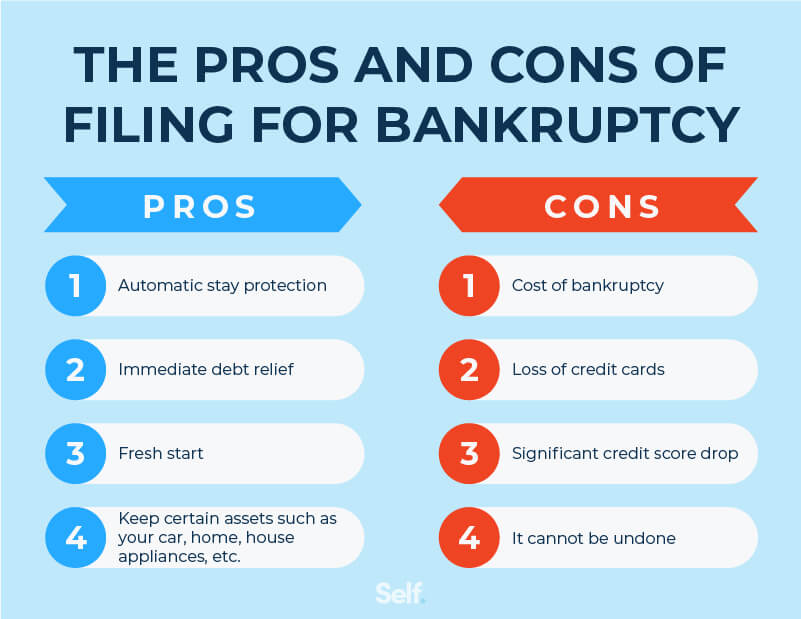 THE PROS AND CONS OF
FILING FOR BANKRUPTCY
PROS
1 Automatic stay protection
2 Immediate debt relief
3 Fresh start
4 Keep certain assets such as
your car, home, house
appliances, etc.
CONS
1 Cost of bankruptcy
2 Loss of credit cards
3 Significant credit score drop
4 It cannot be undone
Self.